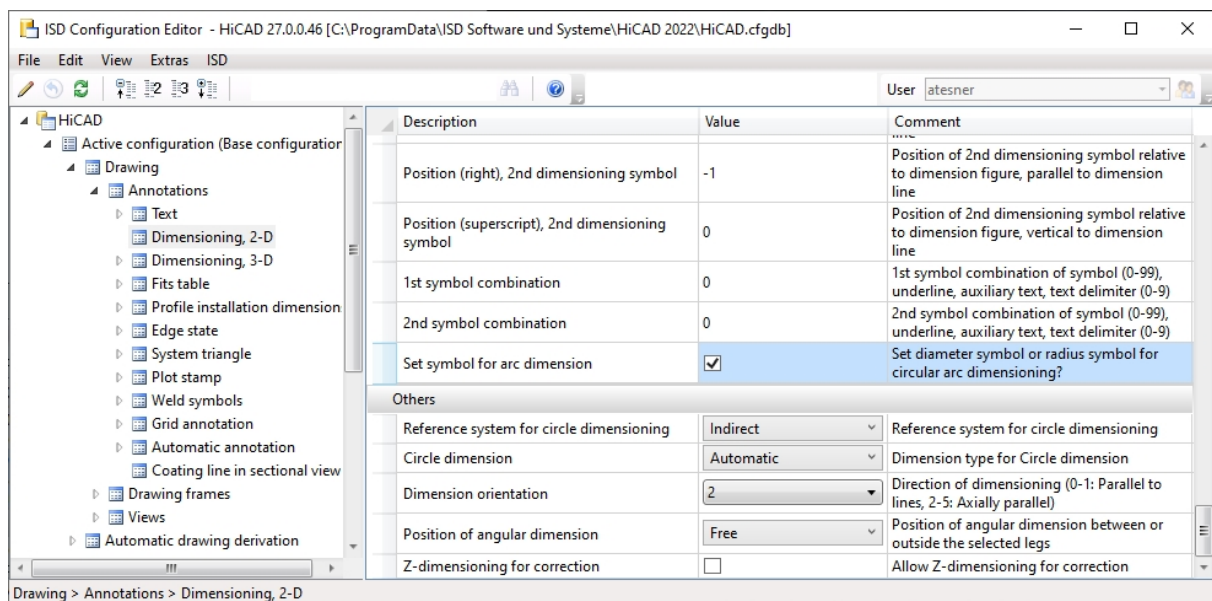 ISD Configuration Editor - HiCAD 27.0.0.46 [C:\ProgramData\ISD Software und Systeme\HiCAD 2022\HiCAD.cfgdb]
File Edit View Extras ISD
2 3
User atesner
HiCAD
Active configuration (Base configuration
Drawing
Annotations
Text
Dimensioning, 2-D
Dimensioning, 3-D
Fits table
Profile installation dimension
Edge state
System triangle
Plot stamp
Weld symbols
Grid annotation
Automatic annotation
Coating line in sectional view
Drawing frames
Views
Automatic drawing derivation
Description Value Comment
Position (right), 2nd dimensioning symbol -1 Position of 2nd dimensioning symbol relative
to dimension figure, parallel to dimension
line
Position (superscript), 2nd dimensioning
symbol 0 Position of 2nd dimensioning symbol relative
to dimension figure, vertical to dimension
line
1st symbol combination 0 1st symbol combination of symbol (0-99),
underline, auxiliary text, text delimiter (0-9)
2nd symbol combination 0 2nd symbol combination of symbol (0-99),
underline, auxiliary text, text delimiter (0-9)
Set symbol for arc dimension Set diameter symbol or radius symbol for
circular arc dimensioning?
Others
Reference system for circle dimensioning Indirect Reference system for circle dimensioning
Circle dimension Automatic Dimension type for Circle dimension
Dimension orientation 2 Direction of dimensioning (0-1: Parallel to
lines, 2-5: Axially parallel)
Position of angular dimension Free Position of angular dimension between or
outside the selected legs
Z-dimensioning for correction Allow Z-dimensioning for correction
Drawing > Annotations > Dimensioning, 2-D